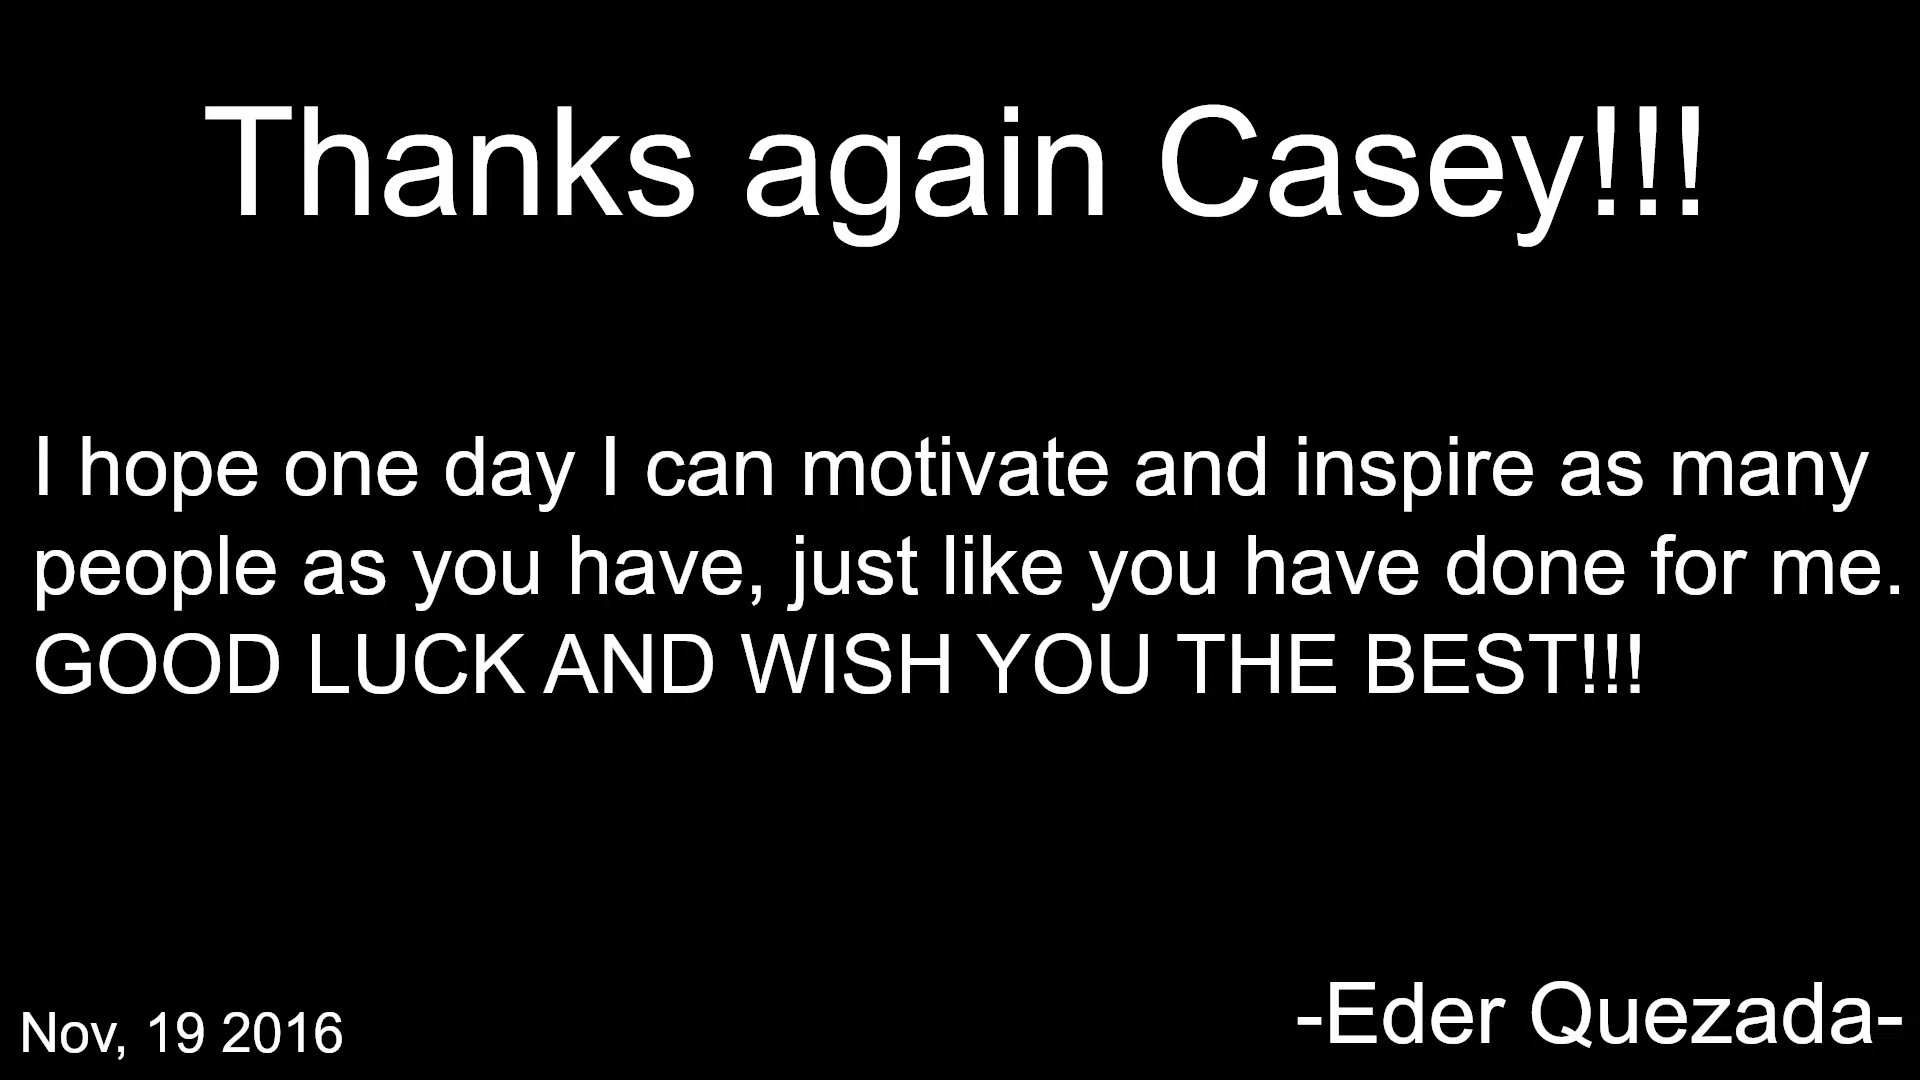 Thanks again Casey!!!
I hope one day I can motivate and inspire as many
people as you have, just like you have done for me.
GOOD LUCK AND WISH YOU THE BEST!!!
Nov, 19 2016
-Eder Quezada-